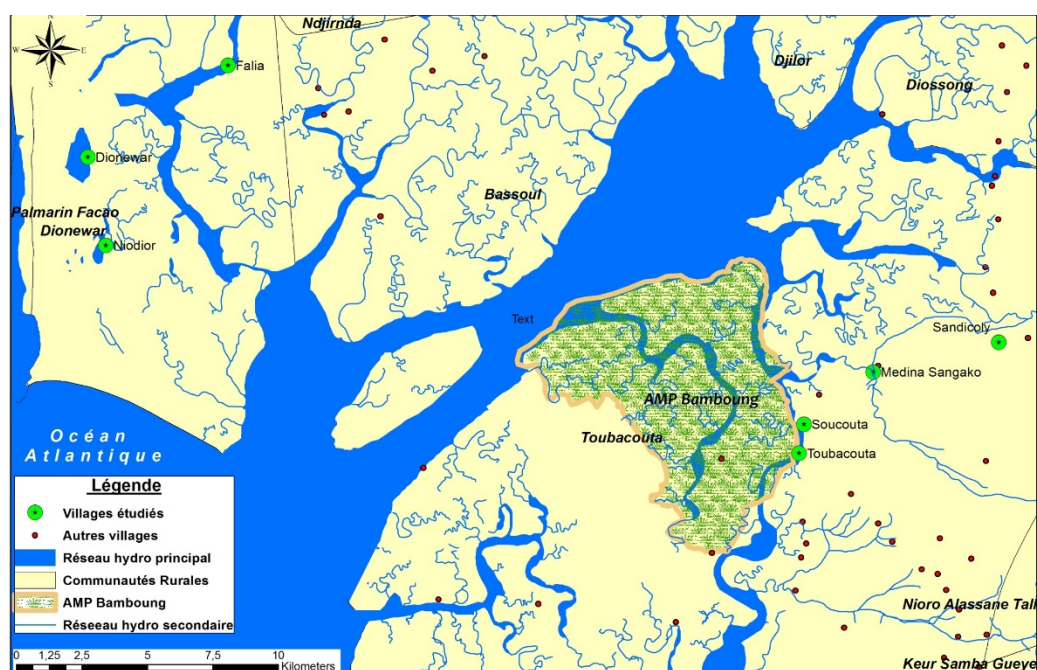 Ndjirnda
N
W
E
S
Falia
Djilor
Diossong
Dionewar
Bassoul
Palmarin Facao
Dionewar
Niodior
Text
Sandicoly
Medina Sangako
AMP Bamboung
Soucouta
Toubacouta
Toubacouta
Océan
Atlantique
Légende
Villages étudiés
Autres villages
Réseau hydro principal
Communautés Rurales
AMP Bamboung
Réseeau hydro secondaire
Nioro Alassane Tall
Keur Samba Gueye
0 1,25 2,5 5 7,5 10
Kilometers